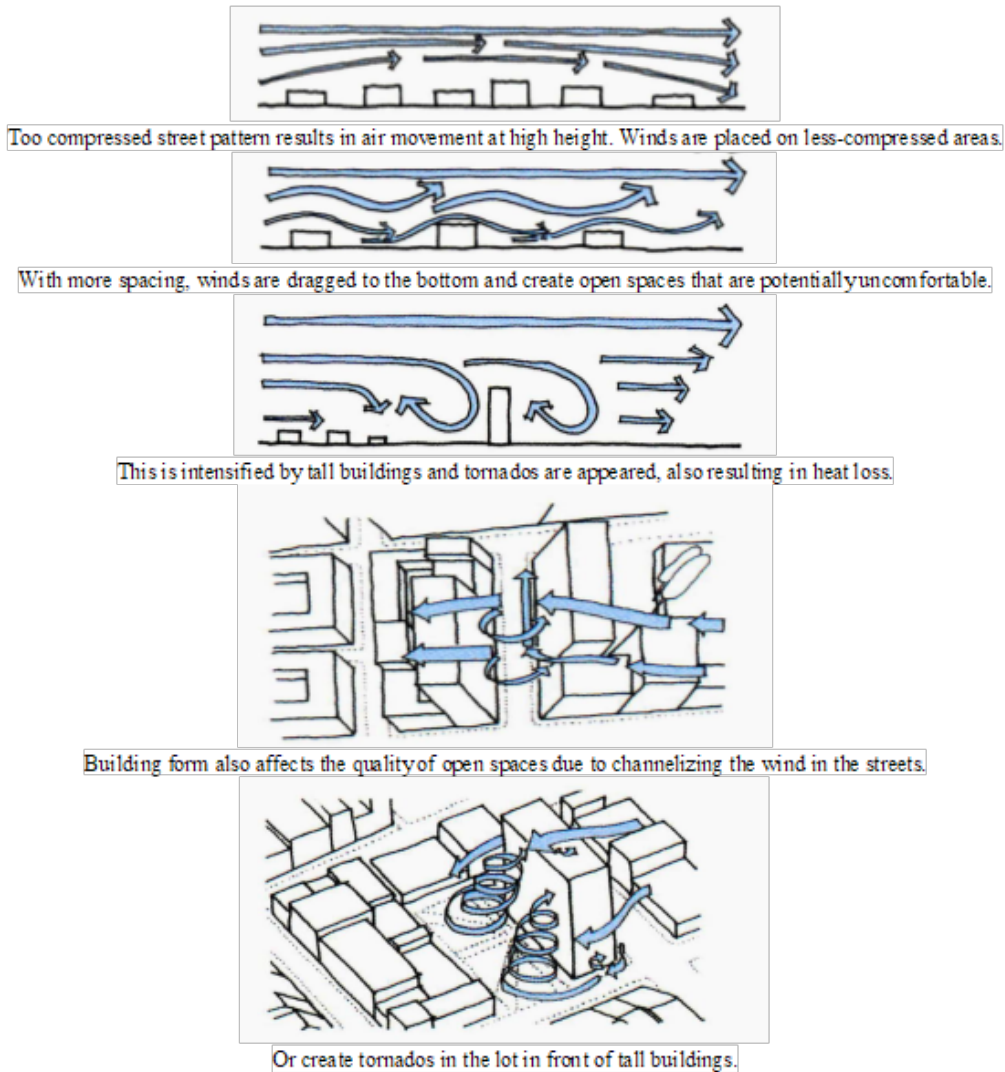 Too compressed street pattern results in air movement at high height. Winds are placed on less-compressed areas.
With more spacing, winds are dragged to the bottom and create open spaces that are potentially uncomfortable.
This is intensified by tall buildings and tornados are appeared, also resulting in heat loss.
Building form also affects the quality of open spaces due to channelizing the wind in the streets.
Or create tornados in the lot in front of tall buildings.